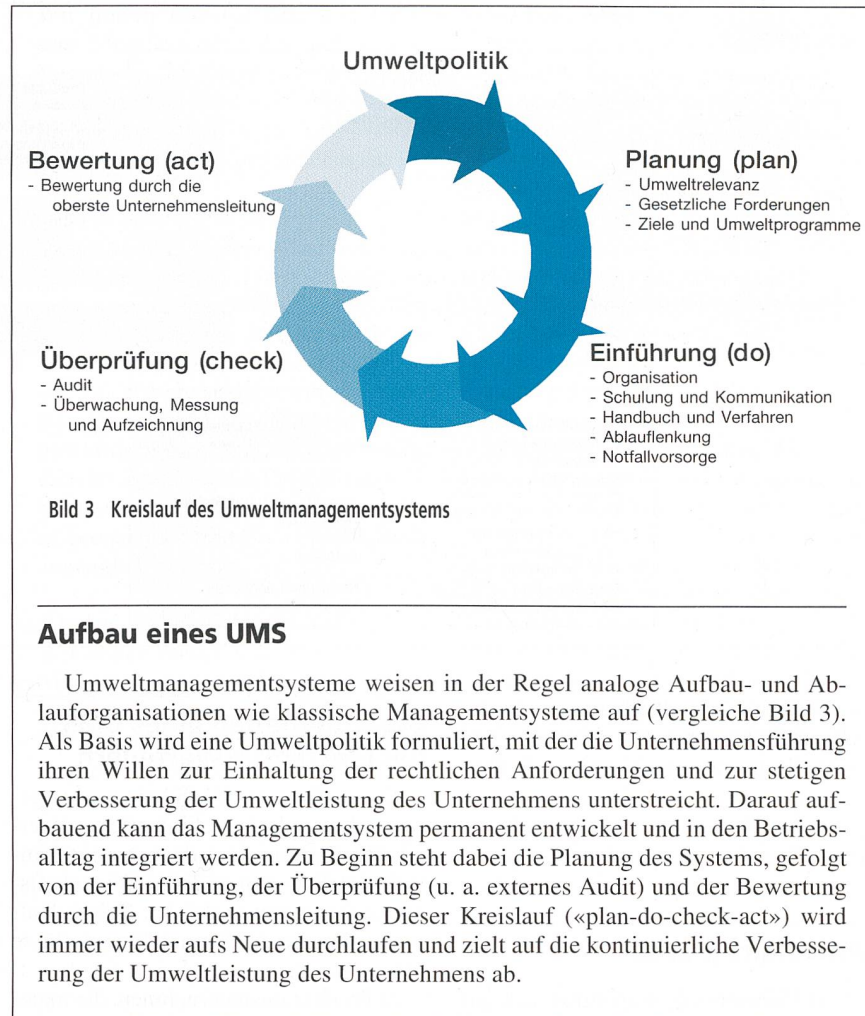 Umweltpolitik
Bewertung (act)
- Bewertung durch die
oberste Unternehmensleitung
Planung (plan)
- Umweltrelevanz
- Gesetzliche Forderungen
- Ziele und Umweltprogramme
Überprüfung (check)
- Audit
- Überwachung, Messung
und Aufzeichnung
Einführung (do)
- Organisation
- Schulung und Kommunikation
- Handbuch und Verfahren
- Ablauflenkung
- Notfallvorsorge
Bild 3 Kreislauf des Umweltmanagementsystems
Aufbau eines UMS
Umweltmanagementsysteme weisen in der Regel analoge Aufbau- und Ab-
lauforganisationen wie klassische Managementsysteme auf (vergleiche Bild 3).
Als Basis wird eine Umweltpolitik formuliert, mit der die Unternehmensführung
ihren Willen zur Einhaltung der rechtlichen Anforderungen und zur stetigen
Verbesserung der Umweltleistung des Unternehmens unterstreicht. Darauf auf-
bauend kann das Managementsystem permanent entwickelt und in den Betriebs-
alltag integriert werden. Zu Beginn steht dabei die Planung des Systems, gefolgt
von der Einführung, der Überprüfung (u. a. externes Audit) und der Bewertung
durch die Unternehmensleitung. Dieser Kreislauf («plan-do-check-act») wird
immer wieder aufs Neue durchlaufen und zielt auf die kontinuierliche Verbesse-
rung der Umweltleistung des Unternehmens ab.